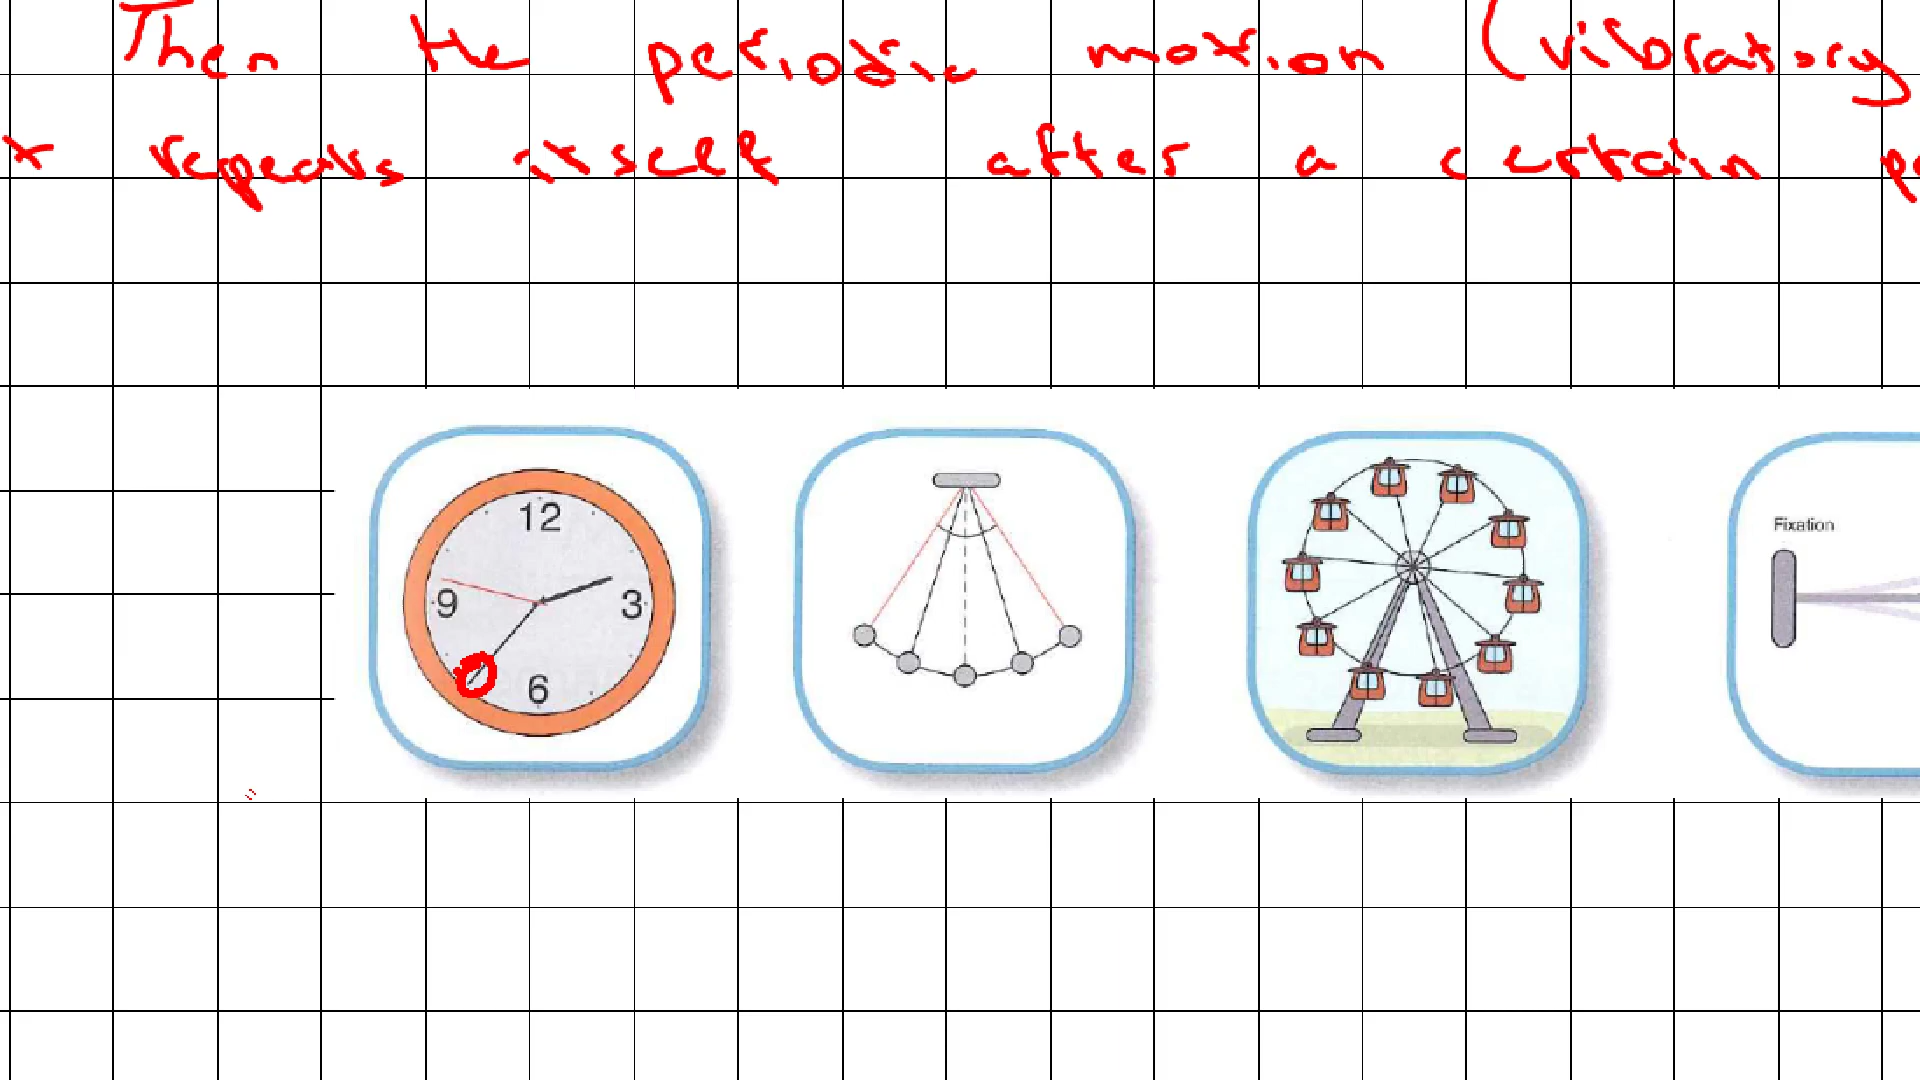 Then the periodic motion (vibratory
repeats itself after a certain
12
9 3
6
Fixation